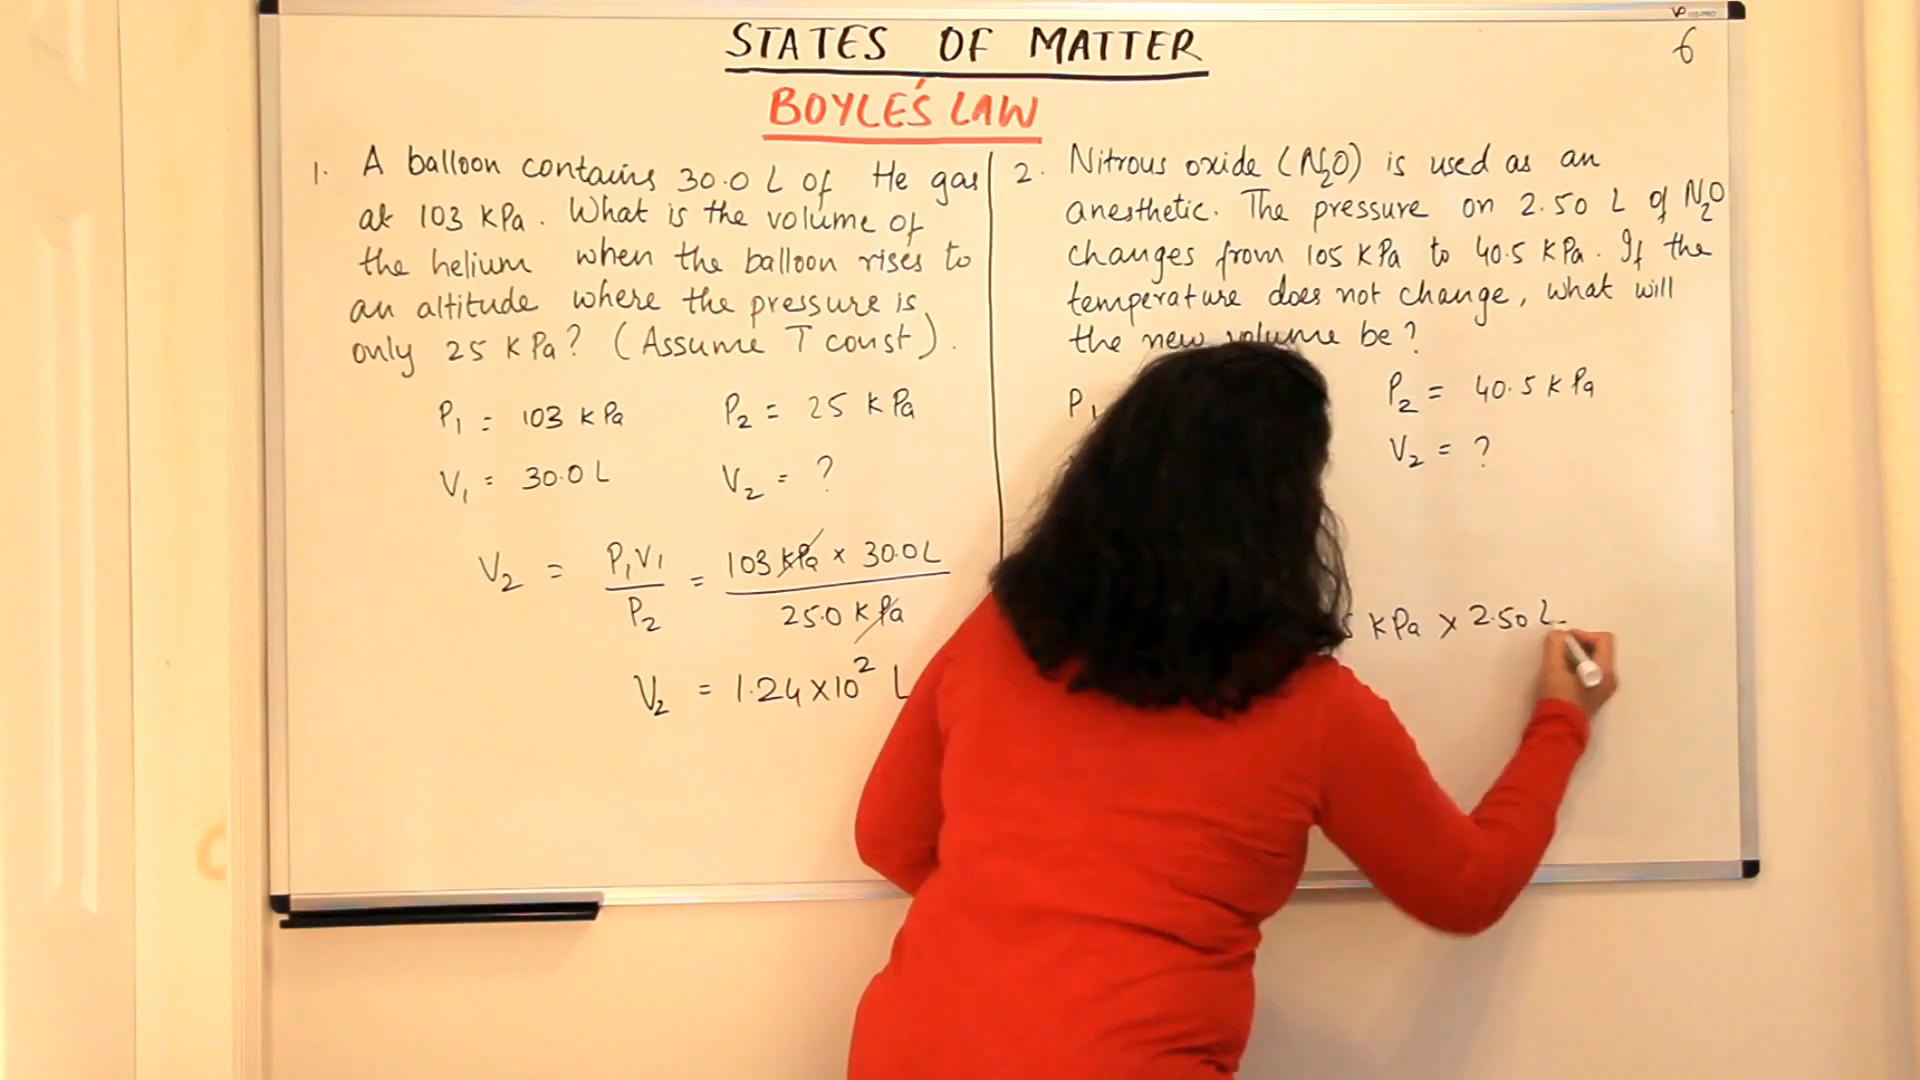 STATES OF MATTER
6
BOYLE'S LAW
1. A balloon contains 30.0 L of He gas
at 103 KPa. What is the volume of
the helium when the balloon rises to
an altitude where the pressure is
only 25 KPa? (Assume T const).
P₁ = 103 KPa P₂ = 25 KPa
V₁ = 30.0 L V₂ = ?
V₂ = P₁V₁ / P₂ = 103 KPa × 30.0 L / 25.0 KPa
V₂ = 1.24 × 10² L
2. Nitrous oxide (N₂O) is used as an
anesthetic. The pressure on 2.50 L of N₂O
changes from 105 KPa to 40.5 KPa. If the
temperature does not change, what will
the new volume be?
P₁ P₂ = 40.5 KPa
V₂ = ?
5 KPa × 2.50 L